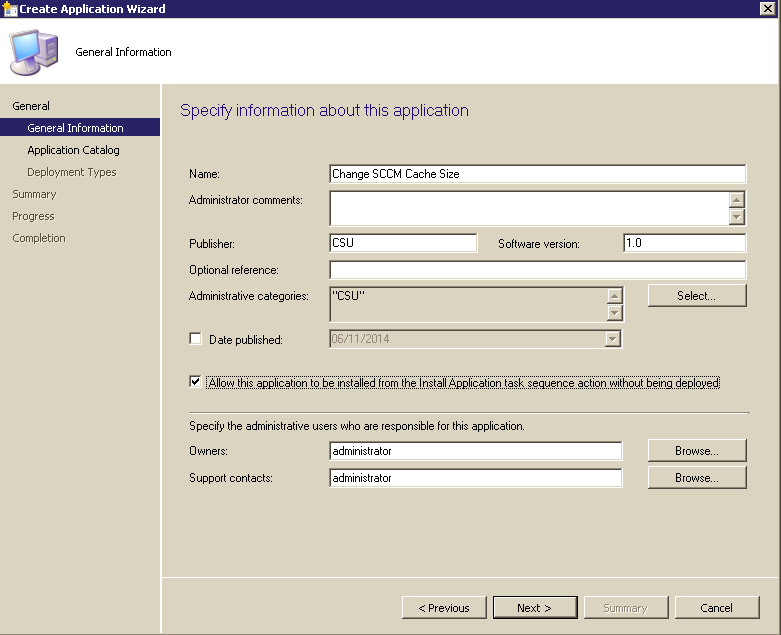 Create Application Wizard
General Information
General
General Information
Application Catalog
Deployment Types
Summary
Progress
Completion
Specify information about this application
Name: Change SCCM Cache Size
Administrator comments:
Publisher: CSU Software version: 1.0
Optional reference:
Administrative categories: "CSU" Select...
Date published: 06/11/2014
Allow this application to be installed from the Install Application task sequence action without being deployed
Specify the administrative users who are responsible for this application.
Owners: administrator Browse...
Support contacts: administrator Browse...
< Previous Next > Summary Cancel